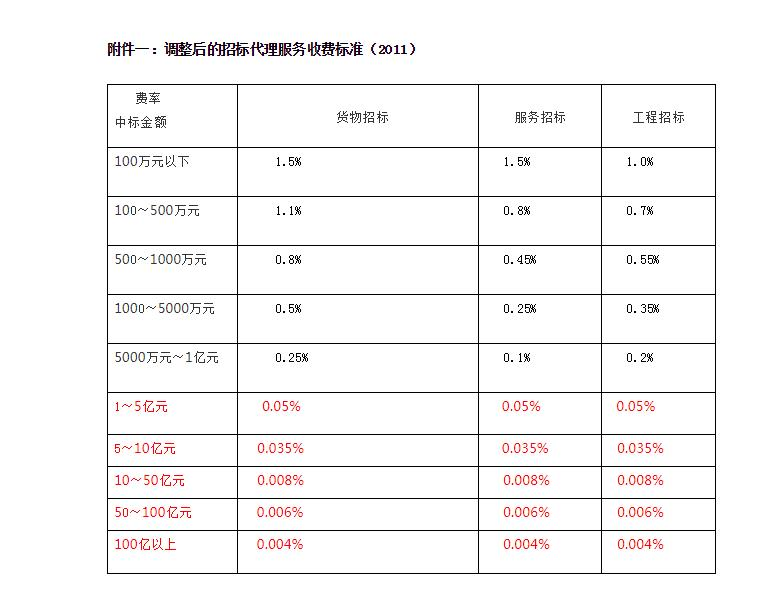 附件一：调整后的招标代理服务收费标准（2011）
费率
中标金额 货物招标 服务招标 工程招标
100万元以下 1.5% 1.5% 1.0%
100～500万元 1.1% 0.8% 0.7%
500～1000万元 0.8% 0.45% 0.55%
1000～5000万元 0.5% 0.25% 0.35%
5000万元～1亿元 0.25% 0.1% 0.2%
1～5亿元 0.05% 0.05% 0.05%
5～10亿元 0.035% 0.035% 0.035%
10～50亿元 0.008% 0.008% 0.008%
50～100亿元 0.006% 0.006% 0.006%
100亿以上 0.004% 0.004% 0.004%